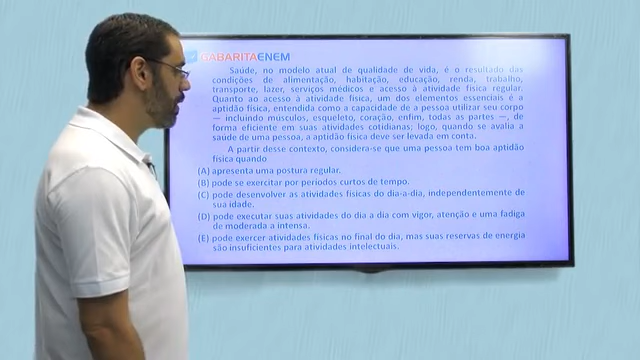 GABARITAENEM
Saúde, no modelo atual de qualidade de vida, é o resultado das
condições de alimentação, habitação, educação, renda, trabalho,
transporte, lazer, serviços médicos e acesso à atividade física regular.
Quanto ao acesso à atividade física, um dos elementos essenciais é a
aptidão física, entendida como a capacidade de a pessoa utilizar seu corpo
— incluindo músculos, esqueleto, coração, enfim, todas as partes —, de
forma eficiente em suas atividades cotidianas; logo, quando se avalia a
saúde de uma pessoa, a aptidão física deve ser levada em conta.
A partir desse contexto, considera-se que uma pessoa tem boa aptidão
física quando
(A) apresenta uma postura regular.
(B) pode se exercitar por períodos curtos de tempo.
(C) pode desenvolver as atividades físicas do dia-a-dia, independentemente de
sua idade.
(D) pode executar suas atividades do dia a dia com vigor, atenção e uma fadiga
de moderada a intensa.
(E) pode exercer atividades físicas no final do dia, mas suas reservas de energia
são insuficientes para atividades intelectuais.